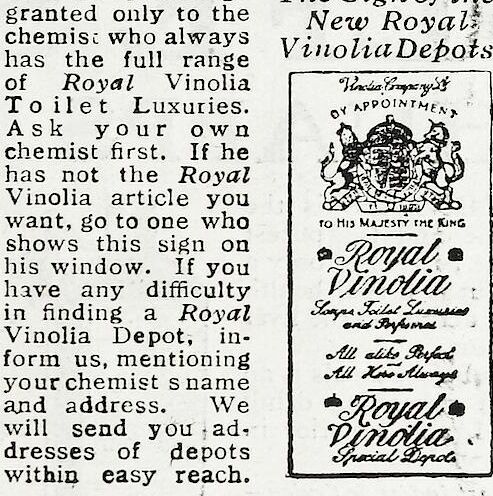 granted only to the
chemist who always
has the full range
of Royal Vinolia
Toilet Luxuries.
Ask your own
chemist first. If he
has not the Royal
Vinolia article you
want, go to one who
shows this sign on
his window. If you
have any difficulty
in finding a Royal
Vinolia Depot, in-
form us, mentioning
your chemist s name
and address. We
will send you ad-
dresses of depots
within easy reach.
The Sign of the
New Royal
Vinolia Depots
Vinolia Company Ld
BY APPOINTMENT
TO HIS MAJESTY THE KING
Royal
Vinolia
Soaps Toilet Luxuries
and Perfumes
All alike Perfect
All Here Always
Royal
Vinolia
Special Depot